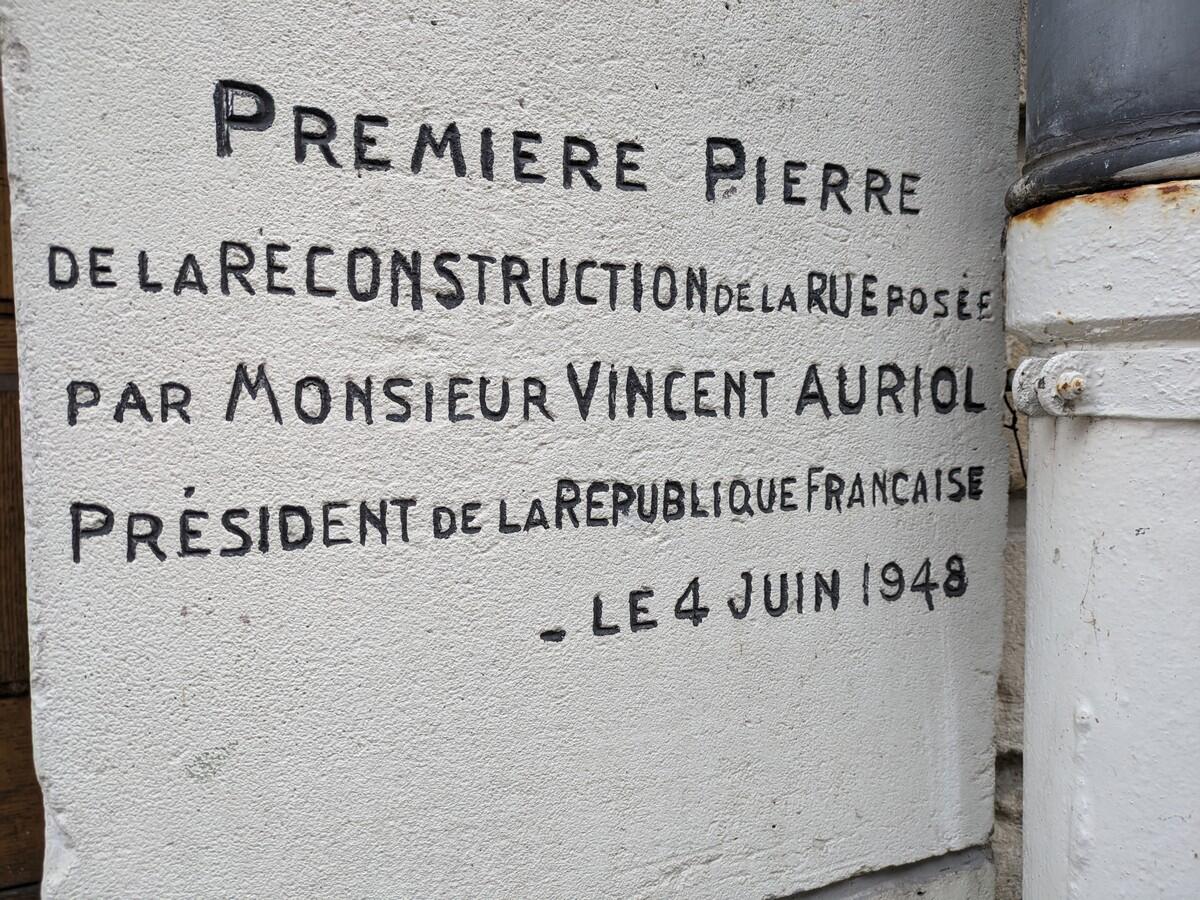 PREMIERE PIERRE
DE LA RECONSTRUCTION DE LA RUE POSÉE
PAR MONSIEUR VINCENT AURIOL
PRÉSIDENT DE LA REPUBLIQUE FRANCAISE
- LE 4 JUIN 1948